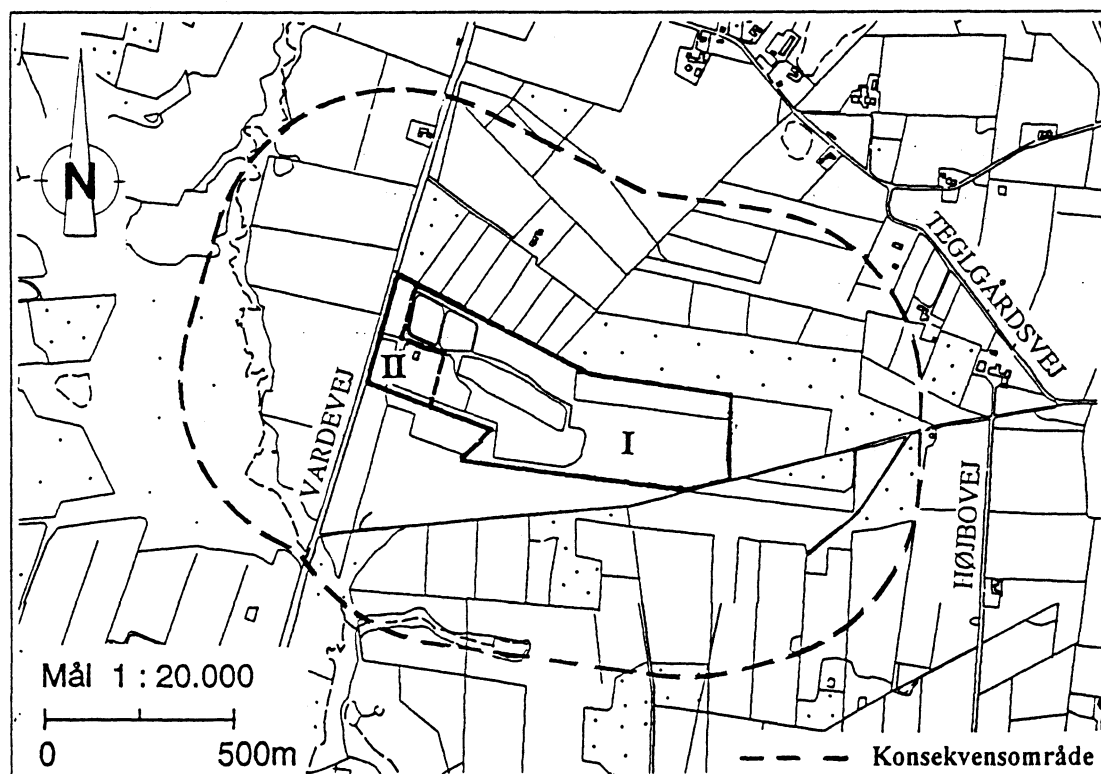 N
TEGLGÅRDSVEJ
II
VARDEVEJ
I
HØJBOVEJ
Mål 1 : 20.000
0 500m
Konsekvensområde